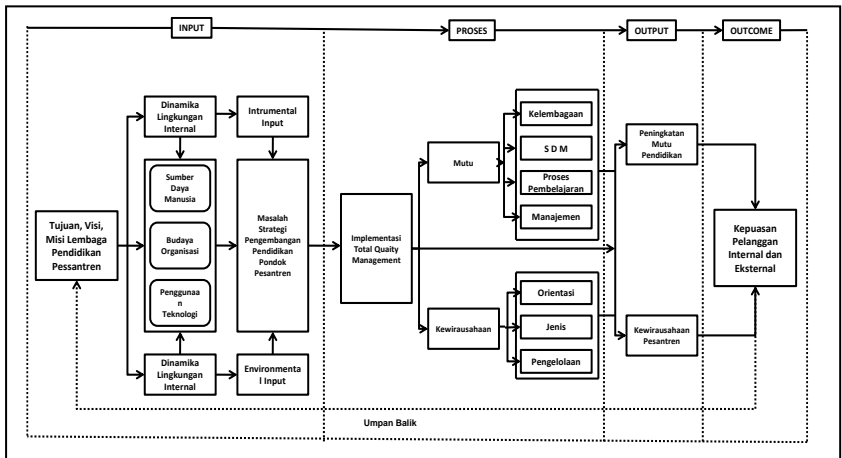 INPUT
PROSES
OUTPUT
OUTCOME
Tujuan, Visi,
Misi Lembaga
Pendidikan
Pessantren
Dinamika
Lingkungan
Internal
Sumber
Daya
Manusia
Budaya
Organisasi
Penggunaa
n
Teknologi
Dinamika
Lingkungan
Internal
Intrumental
Input
Masalah
Strategi
Pengembangan
Pendidikan
Pondok
Pesantren
Environmenta
l Input
Implementasi
Total Quaity
Management
Mutu
Kewirausahaan
Kelembagaan
S D M
Proses
Pembelajaran
Manajemen
Orientasi
Jenis
Pengelolaan
Peningkatan
Mutu
Pendidikan
Kewirausahaan
Pesantren
Kepuasan
Pelanggan
Internal dan
Eksternal
Umpan Balik